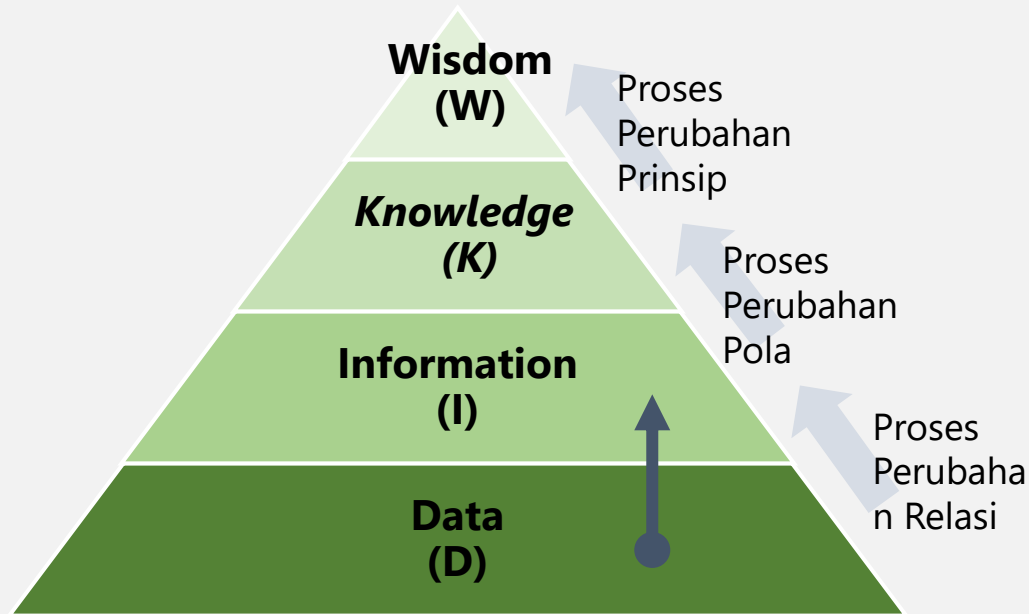 Wisdom
(W)
Proses
Perubahan
Prinsip
Knowledge
(K)
Proses
Perubahan
Pola
Information
(I)
Proses
Perubaha
n Relasi
Data
(D)